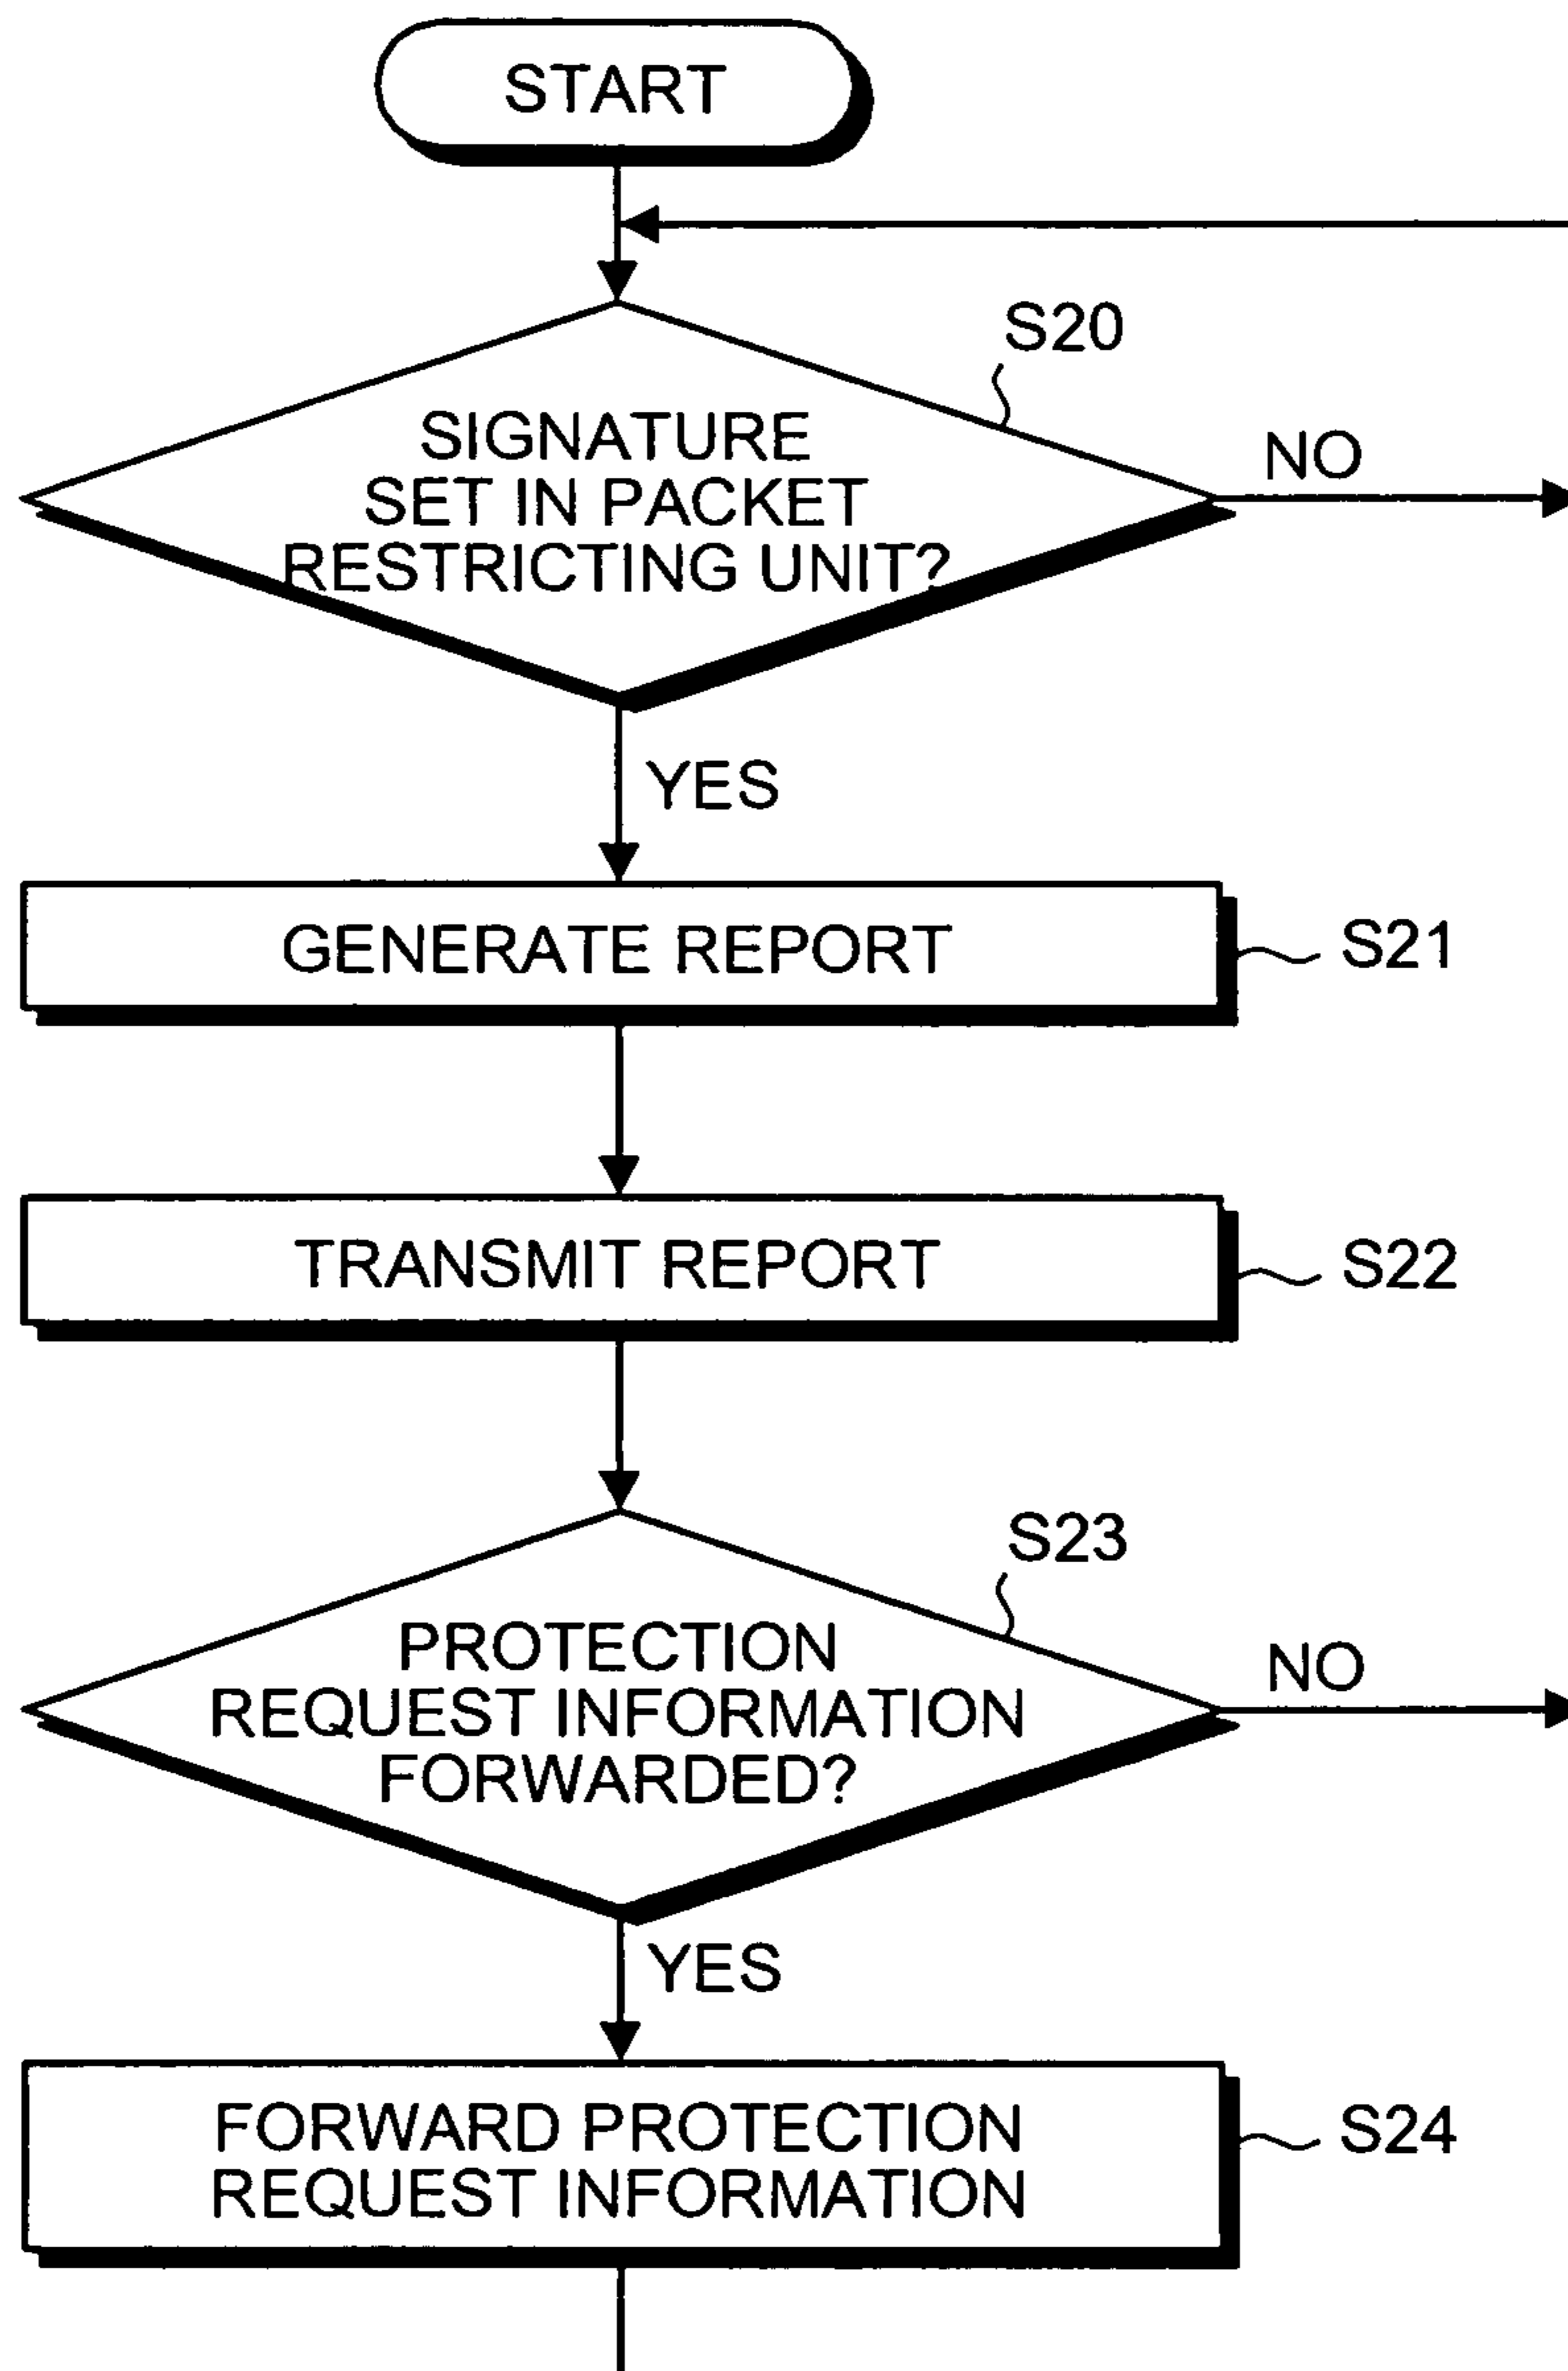 START
S20
SIGNATURE
SET IN PACKET
RESTRICTING UNIT?
NO
YES
GENERATE REPORT
S21
TRANSMIT REPORT
S22
S23
PROTECTION
REQUEST INFORMATION
FORWARDED?
NO
YES
FORWARD PROTECTION
REQUEST INFORMATION
S24